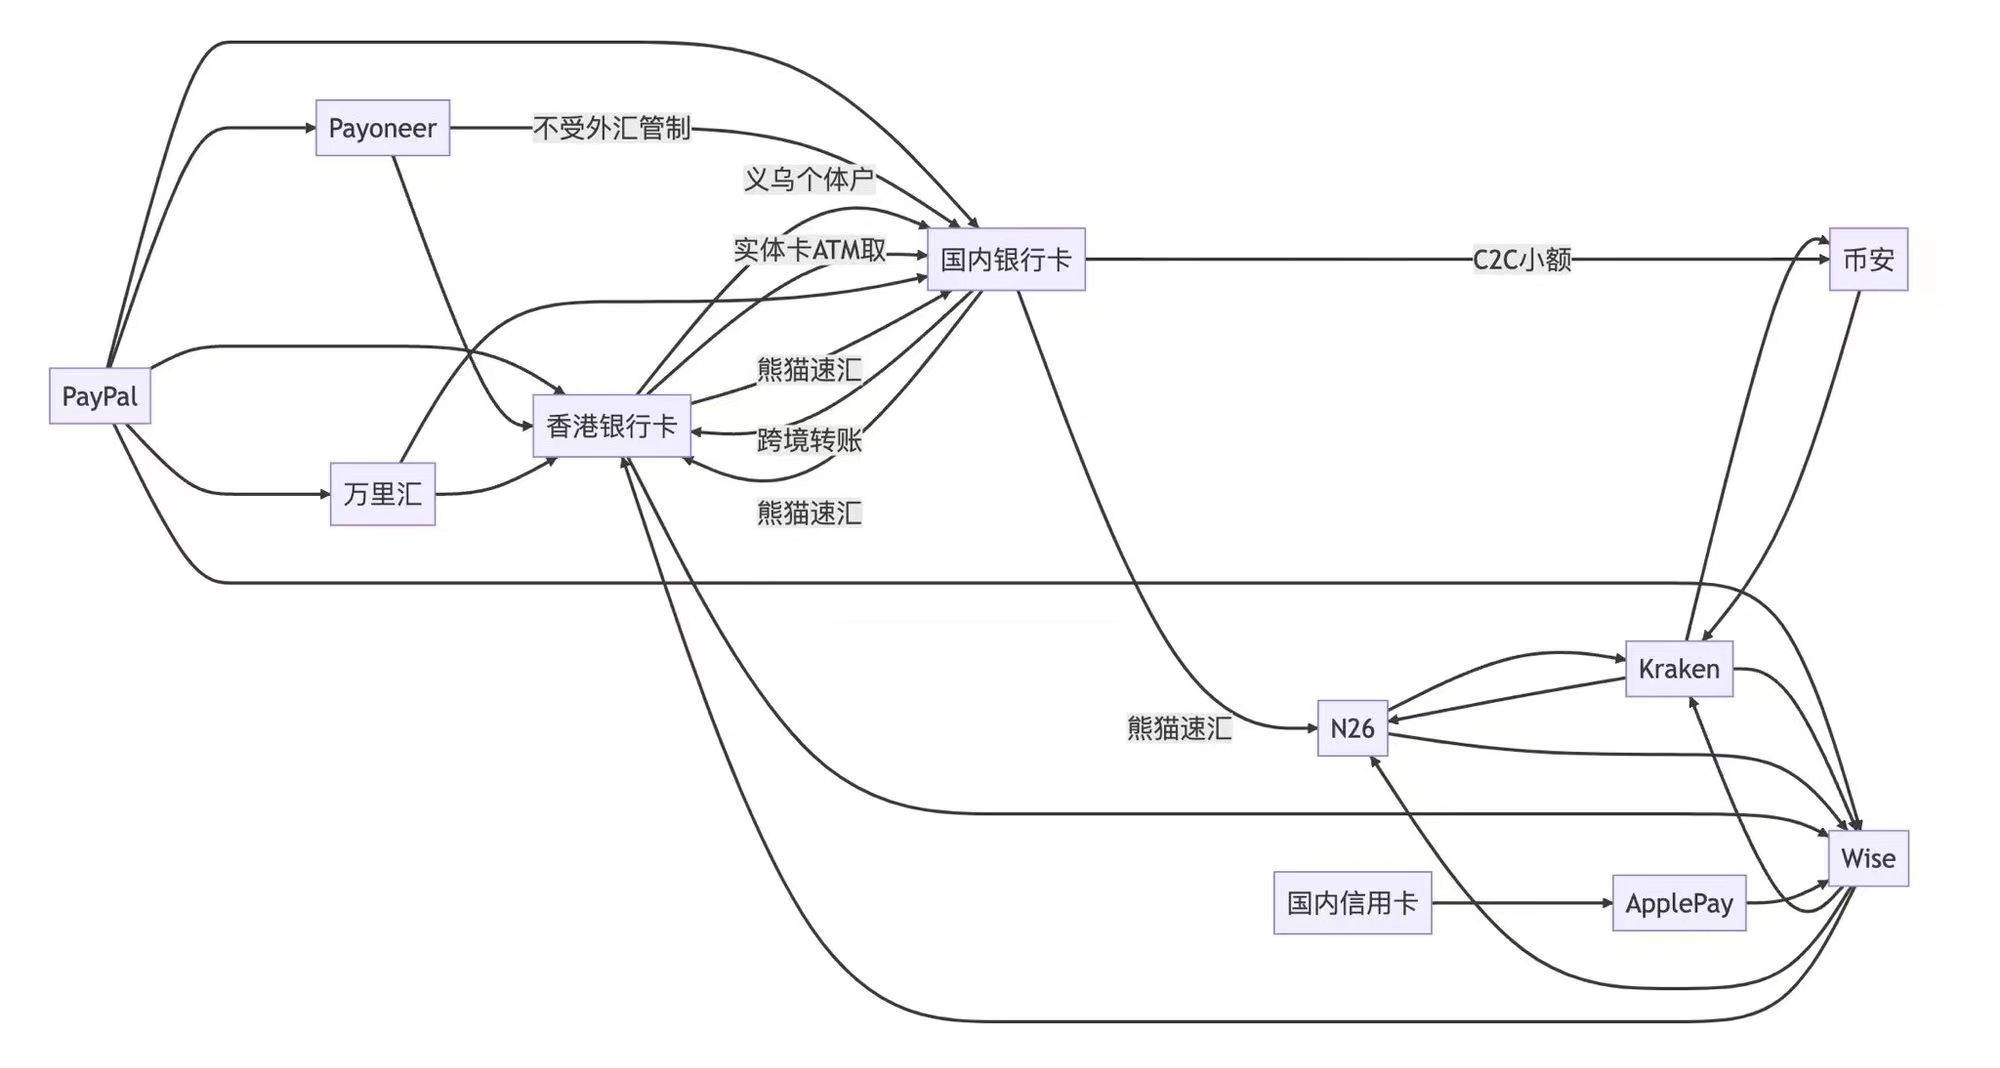 Payoneer
不受外汇管制
义乌个体户
实体卡ATM取
国内银行卡
C2C小额
币安
熊猫速汇
PayPal
香港银行卡
跨境转账
万里汇
熊猫速汇
Kraken
N26
熊猫速汇
Wise
国内信用卡
ApplePay